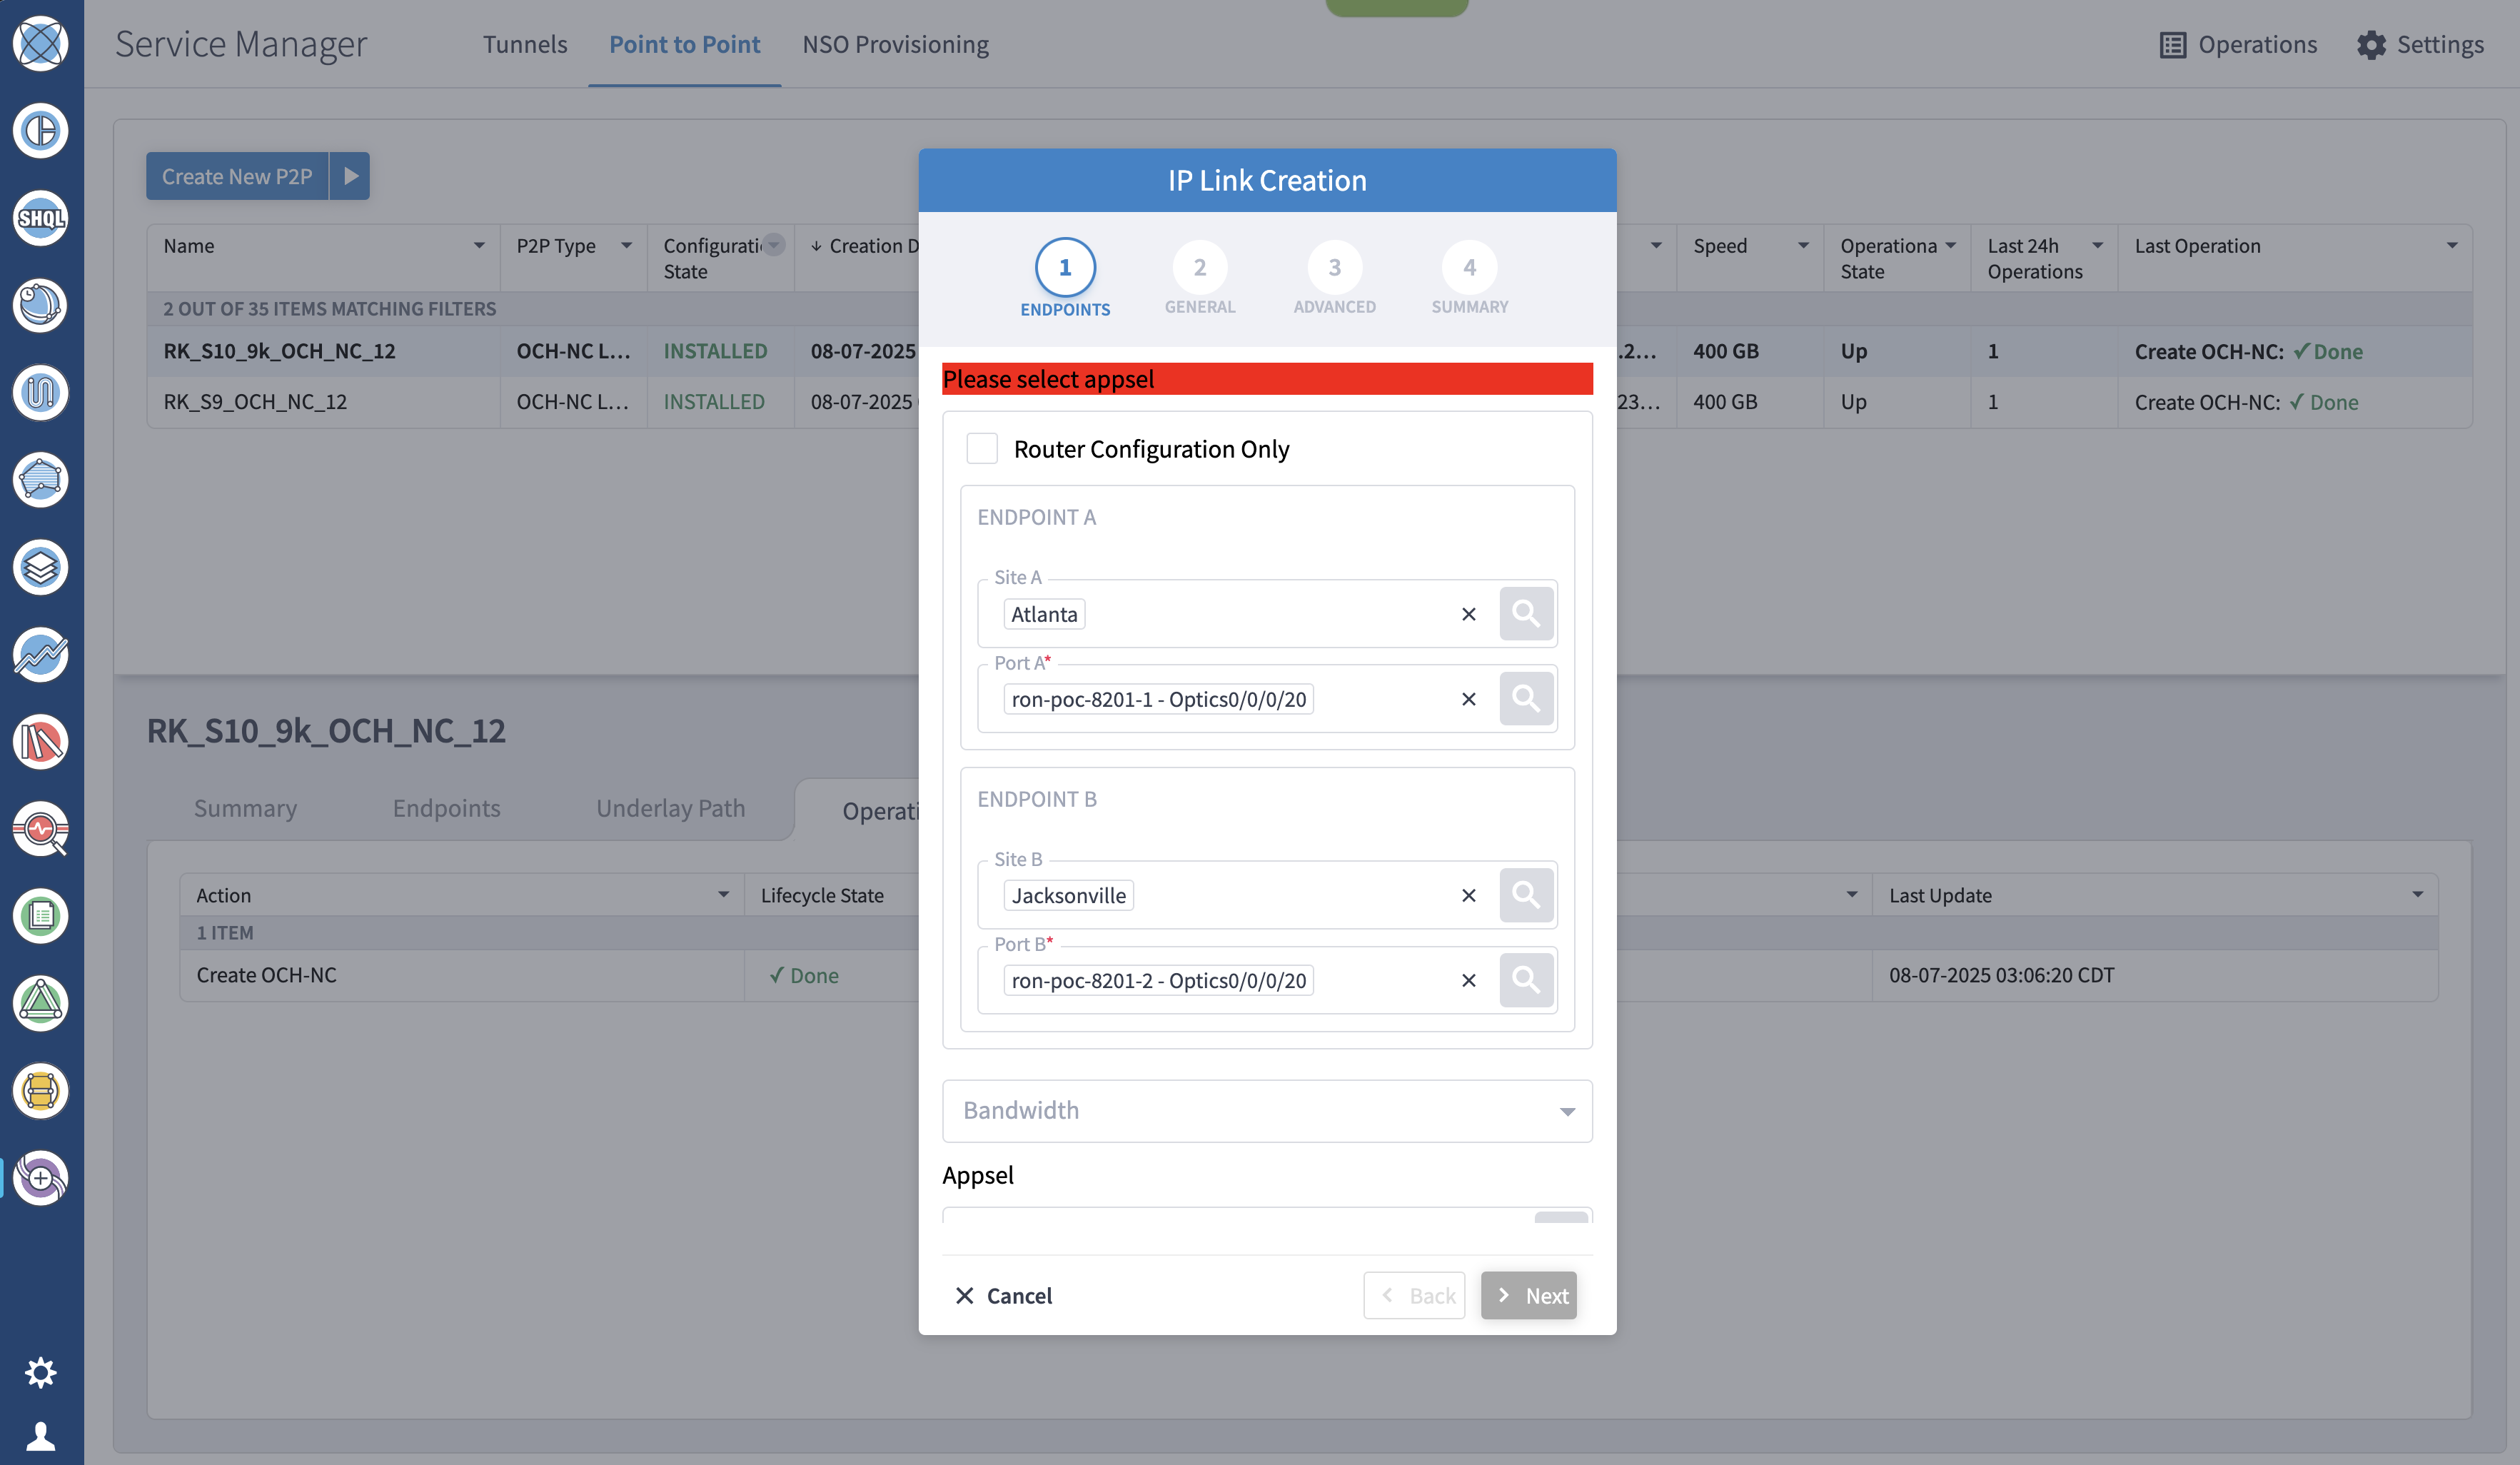 Service Manager
Tunnels
Point to Point
NSO Provisioning
Operations
Settings
SHQL
Create New P2P
Name
P2P Type
Configurati
State
Creation D
Speed
Operationa
State
Last 24h
Operations
Last Operation
2 OUT OF 35 ITEMS MATCHING FILTERS
RK_S10_9k_OCH_NC_12
OCH-NC L...
INSTALLED
08-07-2025
.2...
400 GB
Up
1
Create OCH-NC: ✓ Done
RK_S9_OCH_NC_12
OCH-NC L...
INSTALLED
08-07-2025
23...
400 GB
Up
1
Create OCH-NC: ✓ Done
RK_S10_9k_OCH_NC_12
Summary
Endpoints
Underlay Path
Operati
Action
Lifecycle State
Last Update
1 ITEM
Create OCH-NC
✓ Done
08-07-2025 03:06:20 CDT
IP Link Creation
1
ENDPOINTS
2
GENERAL
3
ADVANCED
4
SUMMARY
Please select appsel
Router Configuration Only
ENDPOINT A
Site A
Atlanta
Port A*
ron-poc-8201-1 - Optics0/0/0/20
ENDPOINT B
Site B
Jacksonville
Port B*
ron-poc-8201-2 - Optics0/0/0/20
Bandwidth
Appsel
Cancel
Back
Next